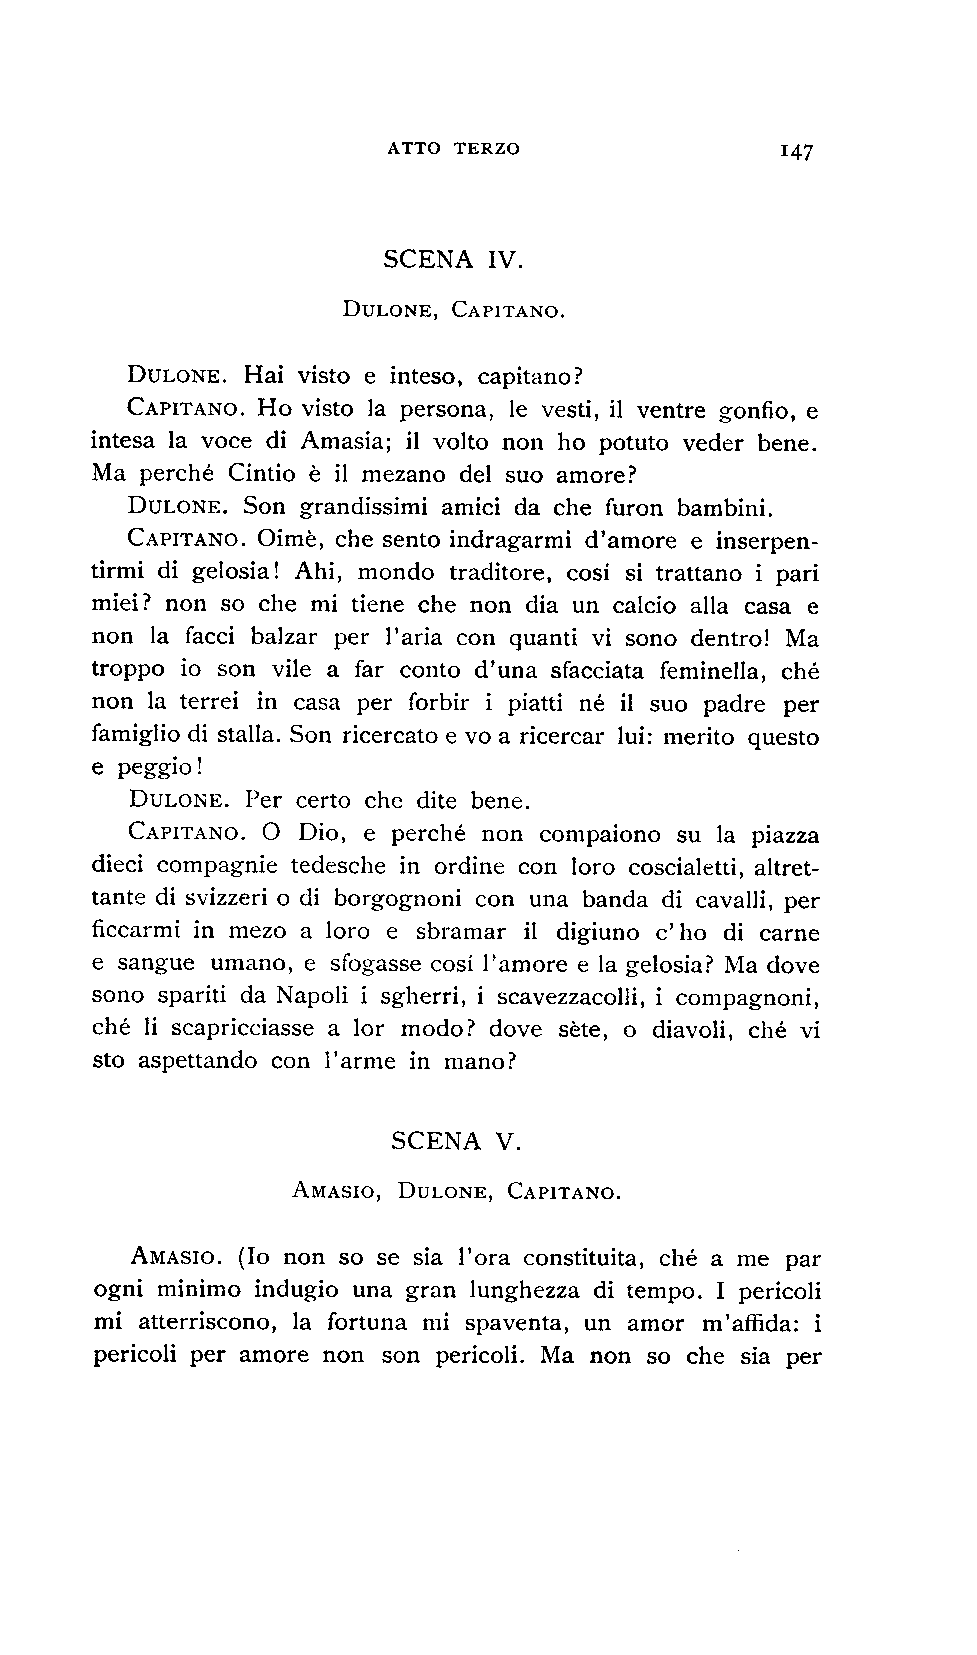 ATTO TERZO 147
SCENA IV.
DULONE, CAPITANO.
DULONE. Hai visto e inteso, capitano?
CAPITANO. Ho visto la persona, le vesti, il ventre gonfio, e
intesa la voce di Amasia; il volto non ho potuto veder bene.
Ma perché Cintio è il mezano del suo amore?
DULONE. Son grandissimi amici da che furon bambini.
CAPITANO. Oimè, che sento indragarmi d'amore e inserpen-
tirmi di gelosia! Ahi, mondo traditore, cosí si trattano i pari
miei? non so che mi tiene che non dia un calcio alla casa e
non la facci balzar per l'aria con quanti vi sono dentro! Ma
troppo io son vile a far conto d'una sfacciata feminella, ché
non la terrei in casa per forbir i piatti né il suo padre per
famiglio di stalla. Son ricercato e vo a ricercar lui: merito questo
e peggio!
DULONE. Per certo che dite bene.
CAPITANO. O Dio, e perché non compaiono su la piazza
dieci compagnie tedesche in ordine con loro coscialetti, altret-
tante di svizzeri o di borgognoni con una banda di cavalli, per
ficcarmi in mezo a loro e sbramar il digiuno c'ho di carne
e sangue umano, e sfogasse cosí l'amore e la gelosia? Ma dove
sono spariti da Napoli i sgherri, i scavezzacolli, i compagnoni,
ché li scapricciasse a lor modo? dove sète, o diavoli, ché vi
sto aspettando con l'arme in mano?
SCENA V.
AMASIO, DULONE, CAPITANO.
AMASIO. (Io non so se sia l'ora constituita, ché a me par
ogni minimo indugio una gran lunghezza di tempo. I pericoli
mi atterriscono, la fortuna mi spaventa, un amor m'affida: i
pericoli per amore non son pericoli. Ma non so che sia per